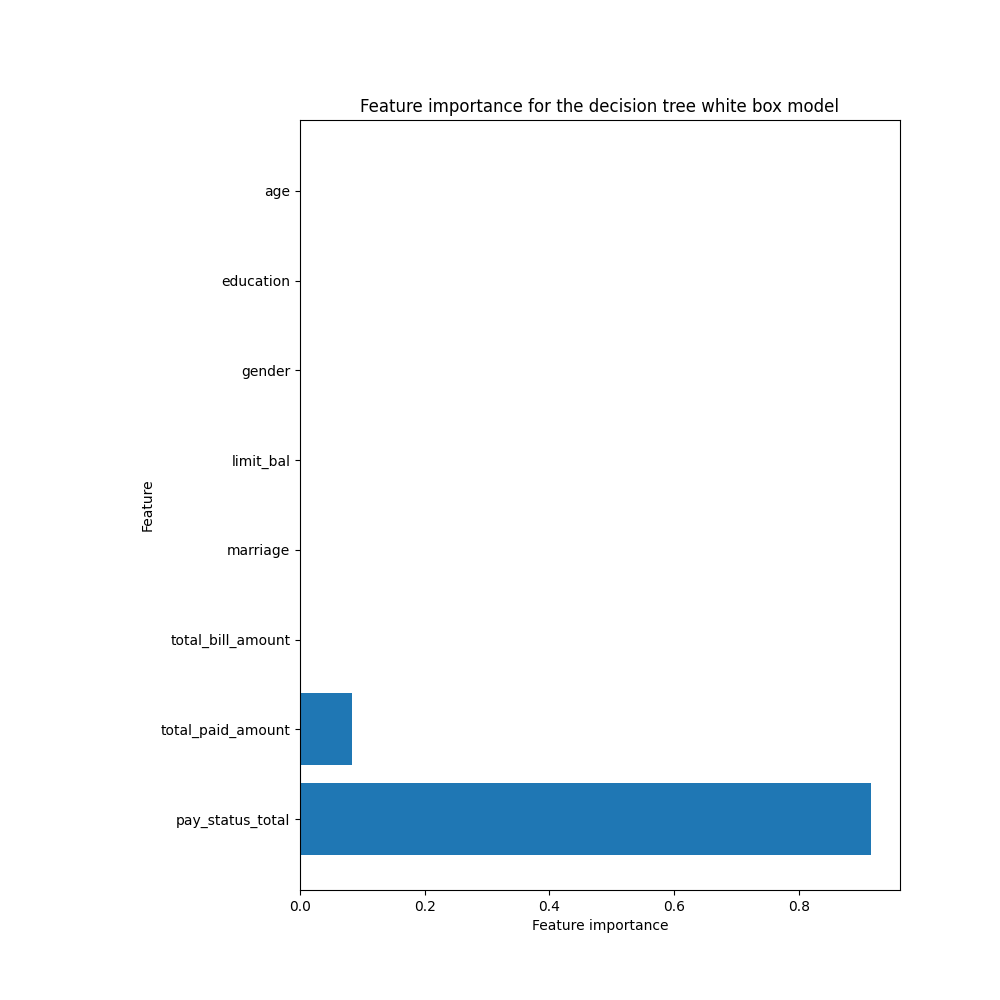 Feature importance for the decision tree white box model
age
education
gender
limit_bal
marriage
total_bill_amount
total_paid_amount
pay_status_total
Feature
0.0 0.2 0.4 0.6 0.8
Feature importance